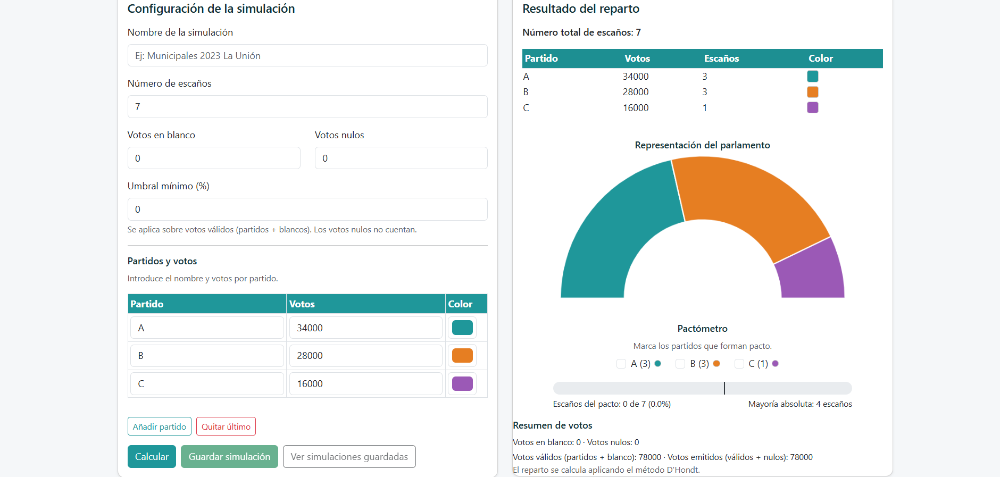 Configuración de la simulación
Nombre de la simulación
Ej: Municipales 2023 La Unión
Número de escaños
7
Votos en blanco Votos nulos
0 0
Umbral mínimo (%)
0
Se aplica sobre votos válidos (partidos + blancos). Los votos nulos no cuentan.
Partidos y votos
Introduce el nombre y votos por partido.
Partido Votos Color
A 34000
B 28000
C 16000
Añadir partido Quitar último
Calcular Guardar simulación Ver simulaciones guardadas
Resultado del reparto
Número total de escaños: 7
Partido Votos Escaños Color
A 34000 3
B 28000 3
C 16000 1
Representación del parlamento
Pactómetro
Marca los partidos que forman pacto.
A (3) B (3) C (1)
Escaños del pacto: 0 de 7 (0.0%) Mayoría absoluta: 4 escaños
Resumen de votos
Votos en blanco: 0 · Votos nulos: 0
Votos válidos (partidos + blanco): 78000 · Votos emitidos (válidos + nulos): 78000
El reparto se calcula aplicando el método D'Hondt.